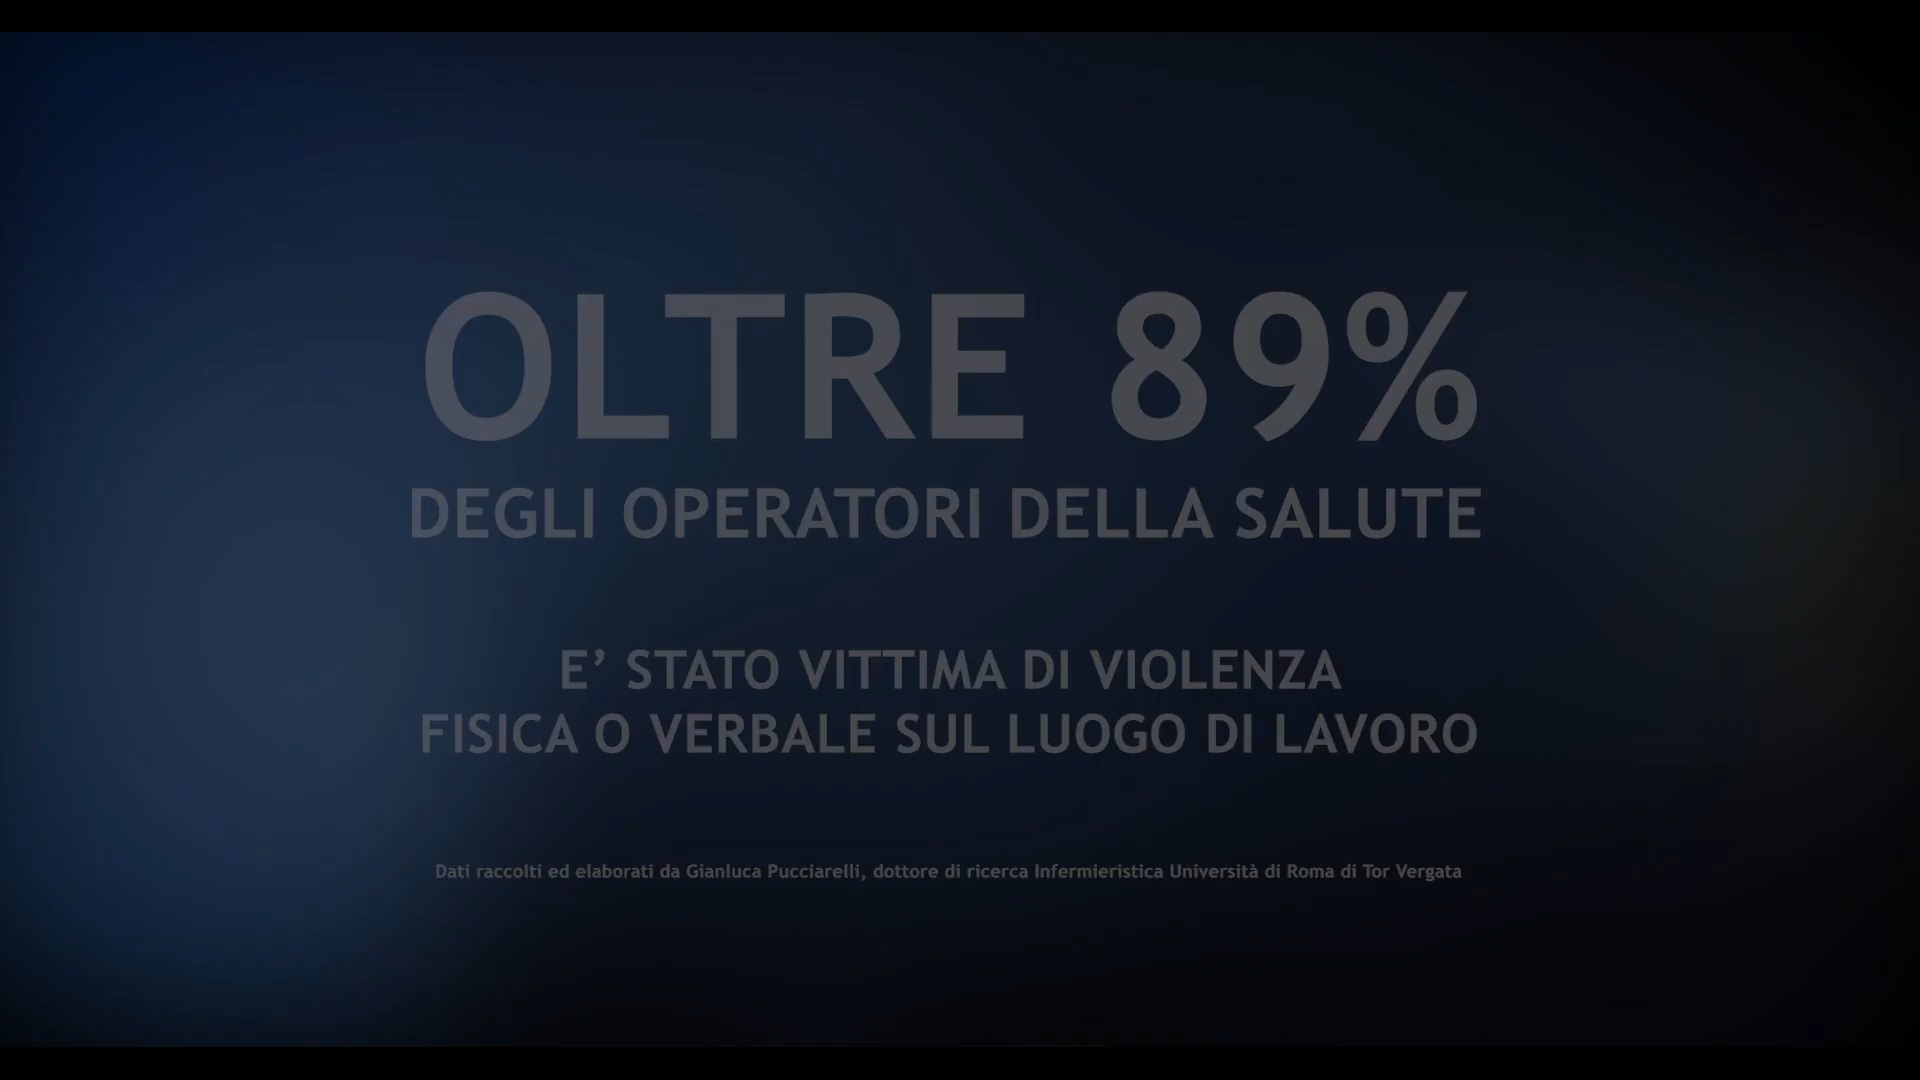 OLTRE 89%
DEGLI OPERATORI DELLA SALUTE
E’ STATO VITTIMA DI VIOLENZA
FISICA O VERBALE SUL LUOGO DI LAVORO
Dati raccolti ed elaborati da Gianluca Pucciarelli, dottore di ricerca Infermieristica Università di Roma di Tor Vergata